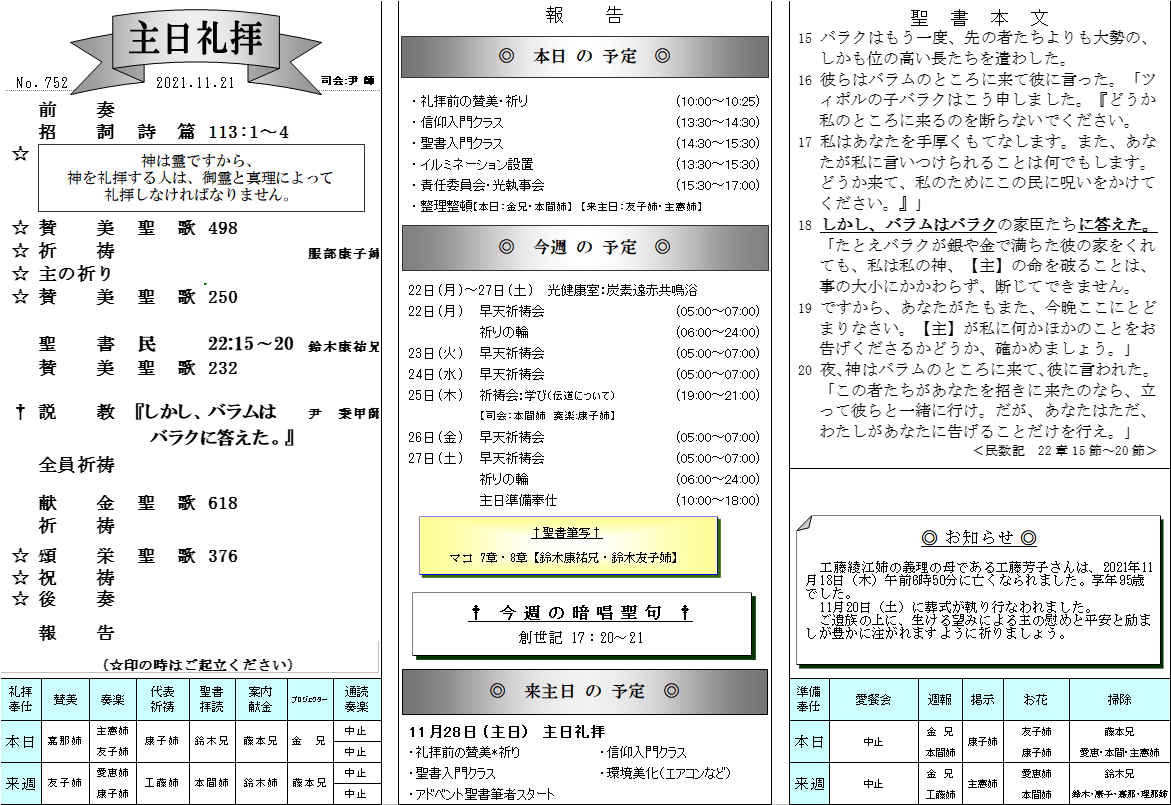 主日礼拝
No. 752　2021.11.21　司会:尹 師
前　奏
招　詞　詩　篇　113:1～4
☆
神は霊ですから、
神を礼拝する人は、御霊と真理によって
礼拝しなければなりません。
☆ 賛　美　聖　歌　498
☆ 祈　祷　服部康子姉
☆ 主の祈り
☆ 賛　美　聖　歌　250
聖　書　民　22:15～20　鈴木康祐兄
賛　美　聖　歌　232
† 説　教　『しかし、バラムは　尹　秉甲師
バラクに答えた。』
全員祈祷
献　金　聖　歌　618
祈　祷
☆ 頌　栄　聖　歌　376
☆ 祝　祷
☆ 後　奏
報　告
(☆印の時はご起立ください)
礼拝奉仕　賛美　奏楽　代表祈祷　聖書拝読　案内献金　プロジェクター　通読奏楽
本日　嘉那姉　主憲姉 友子姉　康子姉　鈴木兄　藤本兄　金　兄　中止 中止
来週　友子姉　愛恵姉 康子姉　工藤姉　本間姉　鈴木姉　藤本兄　中止 中止
報　告
◎　本日 の 予定　◎
・礼拝前の賛美・祈り　(10:00～10:25)
・信仰入門クラス　(13:30～14:30)
・聖書入門クラス　(14:30～15:30)
・イルミネーション設置　(13:30～15:30)
・責任委員会・光執事会　(15:30～17:00)
・整理整頓【本日：金兄・本間姉】【来主日：友子姉・主憲姉】
◎　今週 の 予定　◎
22日(月)～27日(土)　光健康室：炭素遠赤共鳴浴
22日(月)　早天祈祷会　(05:00～07:00)
祈りの輪　(06:00～24:00)
23日(火)　早天祈祷会　(05:00～07:00)
24日(水)　早天祈祷会　(05:00～07:00)
25日(木)　祈祷会：学び(伝道について)　(19:00～21:00)
【司会：本間姉　奏楽：康子姉】
26日(金)　早天祈祷会　(05:00～07:00)
27日(土)　早天祈祷会　(05:00～07:00)
祈りの輪　(06:00～24:00)
主日準備奉仕　(10:00～18:00)
†聖書筆写†
マコ 7章・8章【鈴木康祐兄・鈴木友子姉】
†　今週の暗唱聖句　†
創世記 17：20～21
◎　来主日 の 予定　◎
11月28日(主日)　主日礼拝
・礼拝前の賛美*祈り　・信仰入門クラス
・聖書入門クラス　・環境美化(エアコンなど)
・アドベント聖書筆者スタート
聖　書　本　文
15 バラクはもう一度、先の者たちよりも大勢の、
しかも位の高い長たちを遣わした。
16 彼らはバラムのところに来て彼に言った。「ツ
ィポルの子バラクはこう申しました。『どうか
私のところに来るのを断らないでください。
17 私はあなたを手厚くもてなします。また、あな
たが私に言いつけられることは何でもします。
どうか来て、私のためにこの民に呪いをかけて
ください。』」
18 しかし、バラムはバラクの家臣たちに答えた。
「たとえバラクが銀や金で満ちた彼の家をくれ
ても、私は私の神、【主】の命を破ることは、
事の大小にかかわらず、断じてできません。
19 ですから、あなたがたもまた、今晩ここにとど
まりなさい。【主】が私に何かほかのことをお
告げくださるかどうか、確かめましょう。」
20 夜、神はバラムのところに来て、彼に言われた。
「この者たちがあなたを招きに来たのなら、立
って彼らと一緒に行け。だが、あなたはただ、
わたしがあなたに告げることだけを行え。」
＜民数記　22章15節～20節＞
◎ お知らせ ◎
工藤綾江姉の義理の母である工藤芳子さんは、2021年11
月18日（木）午前6時50分に亡くなられました。享年95歳
でした。
11月20日（土）に葬式が執り行なわれました。
ご遺族の上に、生ける望みによる主の慰めと平安と励ま
しが豊かに注がれますように祈りましょう。
準備奉仕　愛餐会　週報　掲示　お花　掃除
本日　中止　金　兄 本間姉　康子姉　友子姉 康子姉　藤本兄 愛恵・本間・主憲姉
来週　中止　金　兄 工藤姉　主憲姉　愛恵姉 本間姉　鈴木兄 鈴木・康子・嘉那・理那姉